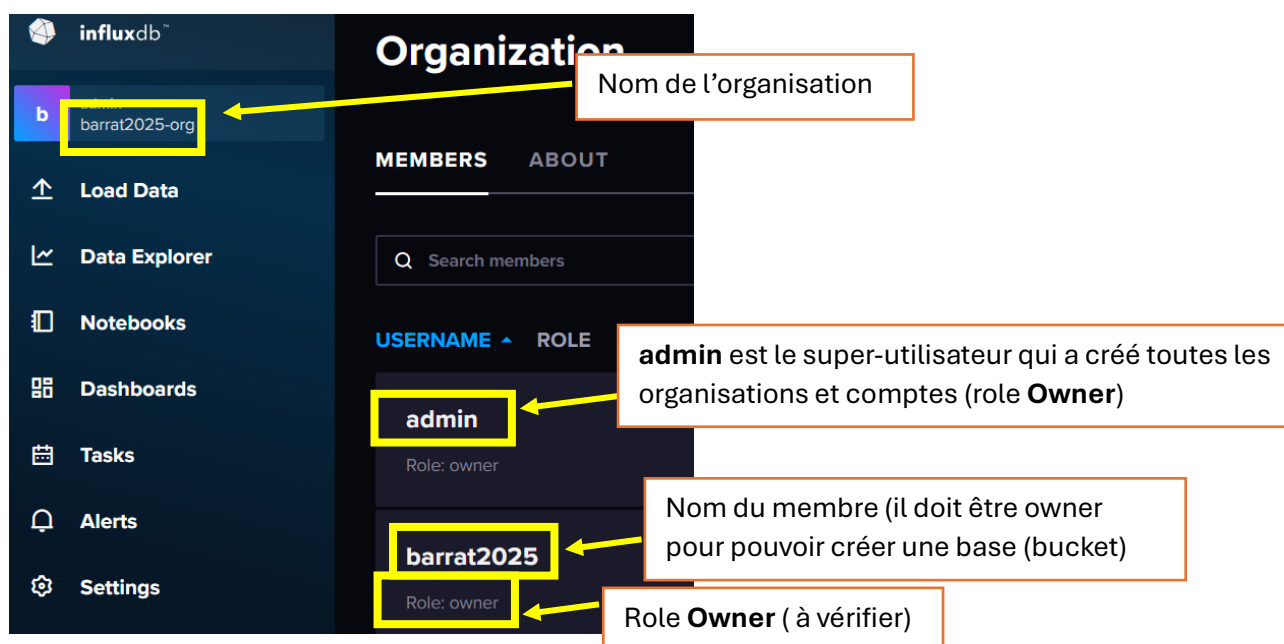 influxdb™
Organization
Nom de l’organisation
b
admin
barrat2025-org
MEMBERS ABOUT
Load Data
Data Explorer
Search members
Notebooks
USERNAME ROLE
admin est le super-utilisateur qui a créé toutes les
organisations et comptes (role Owner)
Dashboards
admin
Role: owner
Tasks
Nom du membre (il doit être owner
pour pouvoir créer une base (bucket)
Alerts
barrat2025
Role: owner
Settings
Role Owner ( à vérifier)